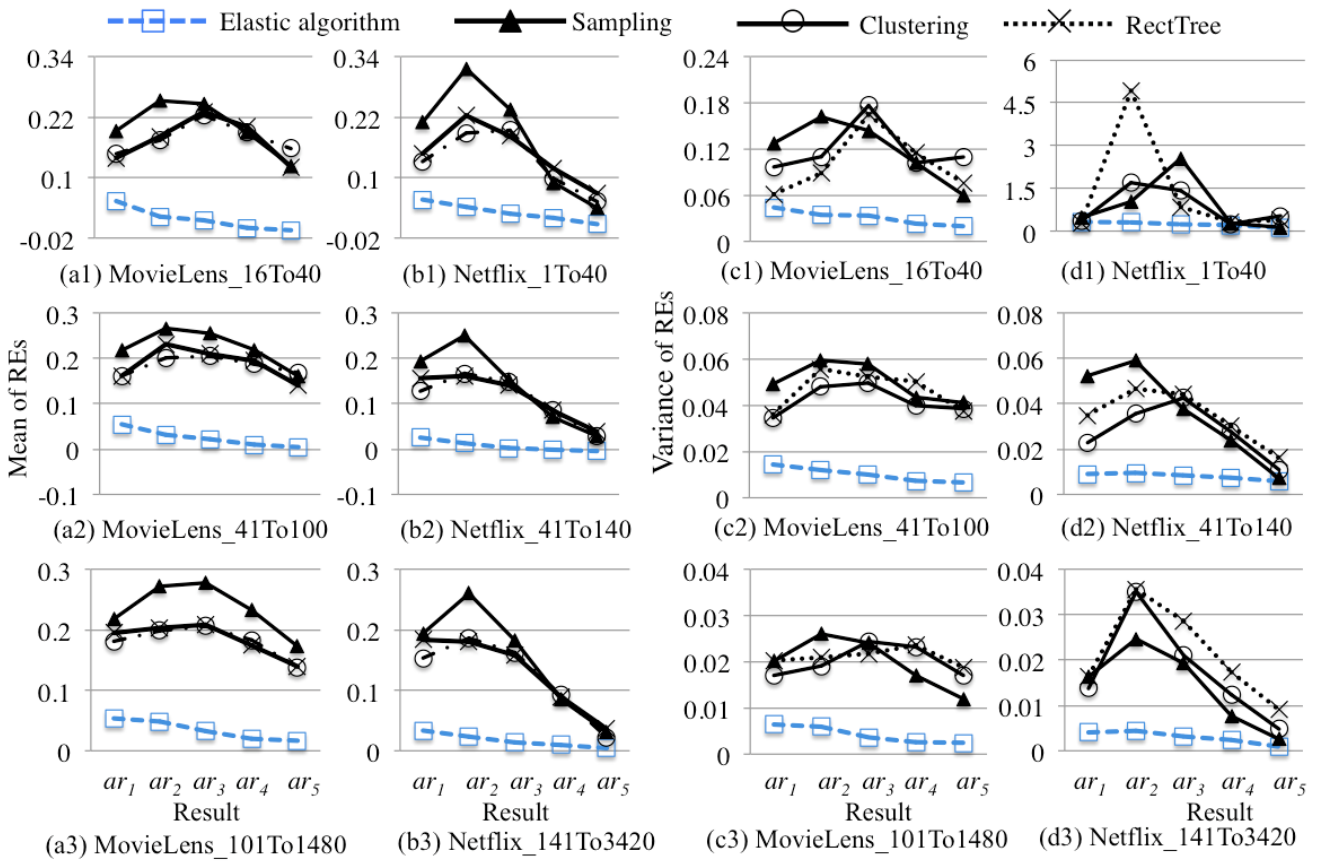 Elastic algorithm Sampling Clustering RectTree
Mean of REs
0.34
0.22
0.1
-0.02
(a1) MovieLens_16To40
0.34
0.22
0.1
-0.02
(b1) Netflix_1To40
Variance of REs
0.24
0.18
0.12
0.06
0
(c1) MovieLens_16To40
6
4.5
3
1.5
0
(d1) Netflix_1To40
0.3
0.2
0.1
0
-0.1
(a2) MovieLens_41To100
0.3
0.2
0.1
0
-0.1
(b2) Netflix_41To140
0.08
0.06
0.04
0.02
0
(c2) MovieLens_41To100
0.08
0.06
0.04
0.02
0
(d2) Netflix_41To140
0.3
0.2
0.1
0
ar1 ar2 ar3 ar4 ar5
Result
(a3) MovieLens_101To1480
0.3
0.2
0.1
0
ar1 ar2 ar3 ar4 ar5
Result
(b3) Netflix_141To3420
0.04
0.03
0.02
0.01
0
ar1 ar2 ar3 ar4 ar5
Result
(c3) MovieLens_101To1480
0.04
0.03
0.02
0.01
0
ar1 ar2 ar3 ar4 ar5
Result
(d3) Netflix_141To3420